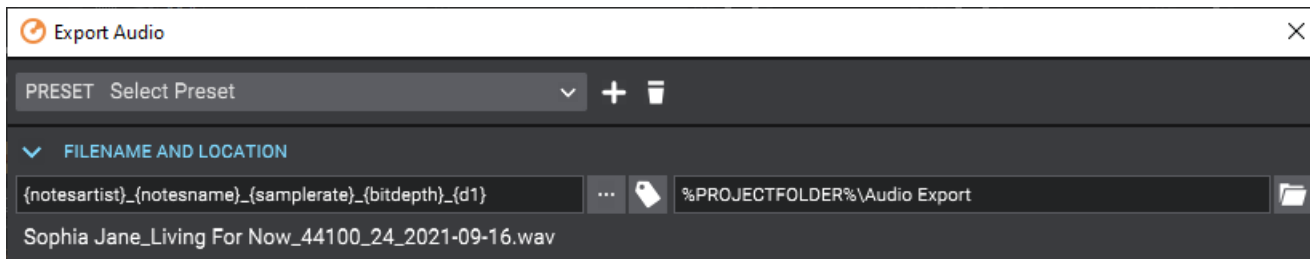 Export Audio
PRESET Select Preset
FILENAME AND LOCATION
{notesartist}_{notesname}_{samplerate}_{bitdepth}_{d1} ... %PROJECTFOLDER%\Audio Export
Sophia Jane_Living For Now_44100_24_2021-09-16.wav